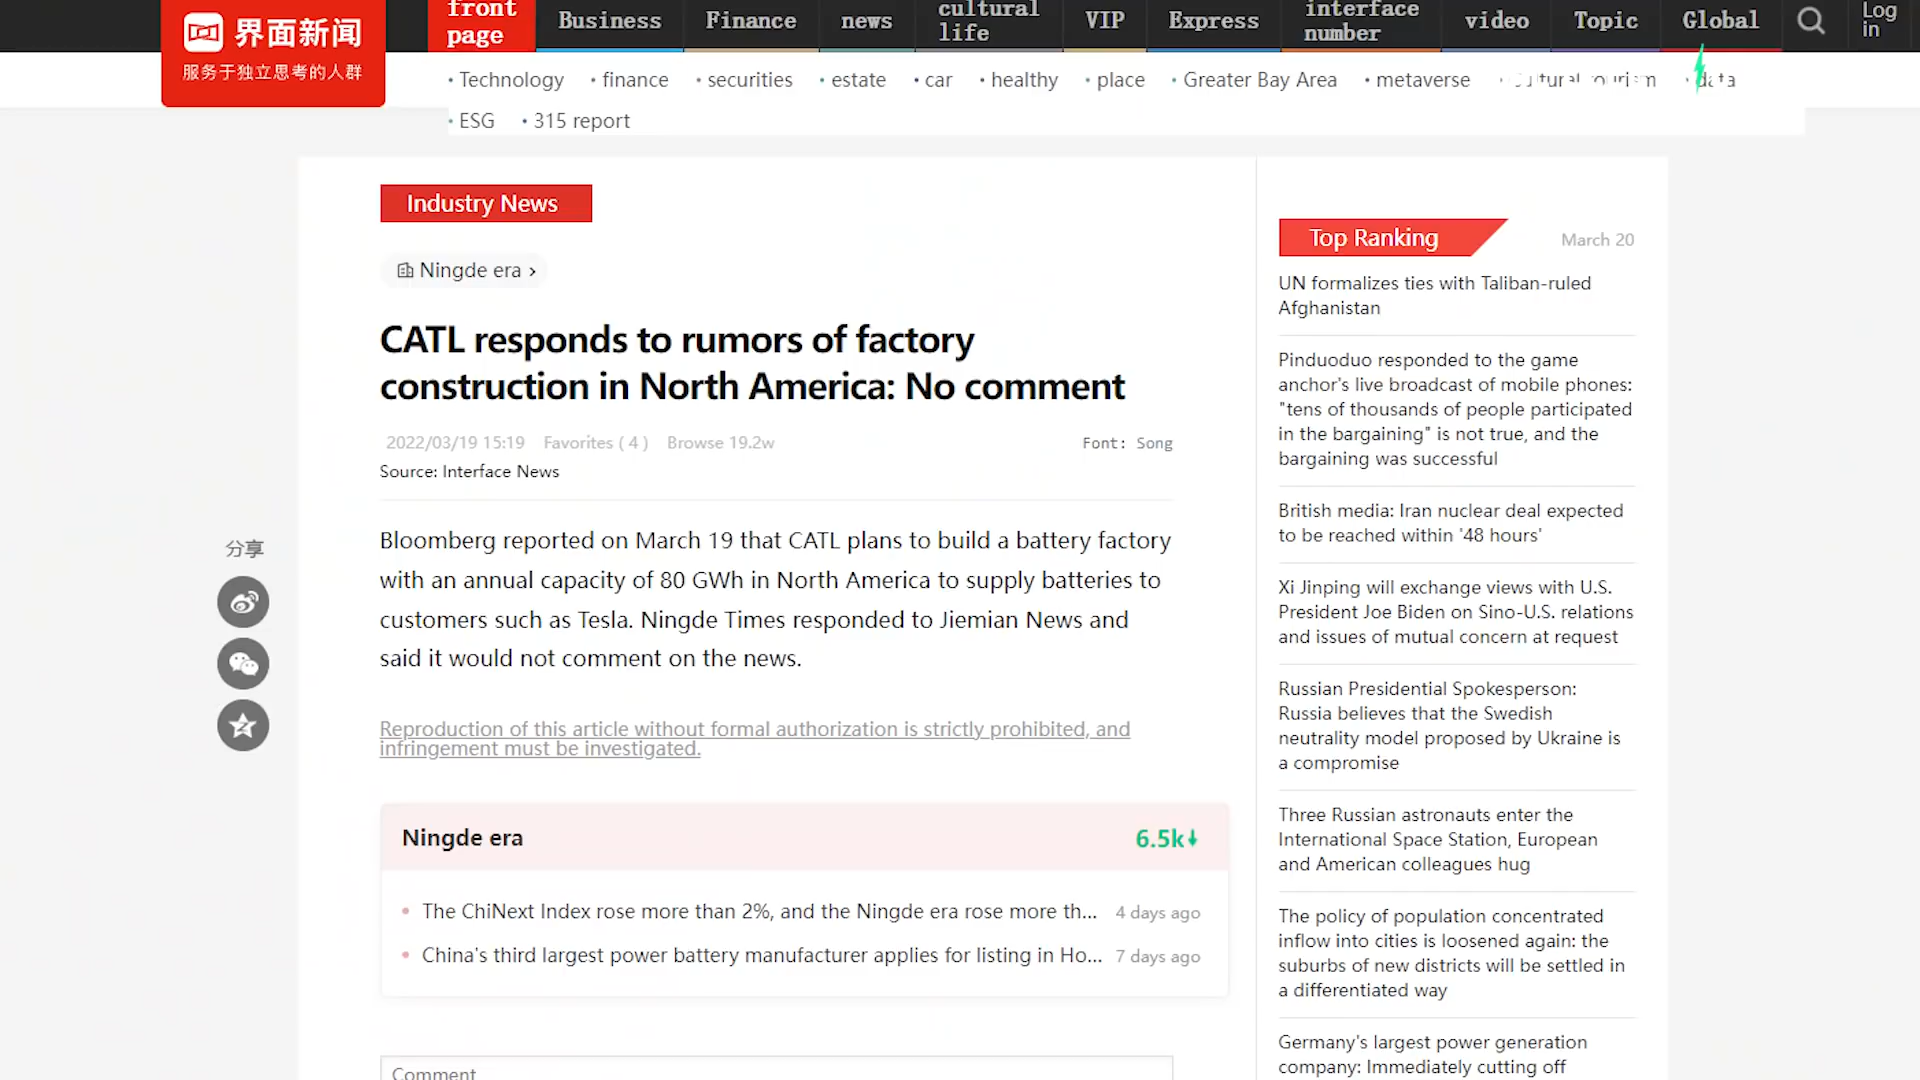 界面新闻
服务于独立思考的人群
front page
Business
Finance
news
cultural life
VIP
Express
interface number
video
Topic
Global
Log in
• Technology • finance • securities • estate • car • healthy • place • Greater Bay Area • metaverse • cultural tourism • data
• ESG • 315 report
Industry News
Ningde era ›
CATL responds to rumors of factory
construction in North America: No comment
2022/03/19 15:19 Favorites ( 4 ) Browse 19.2w
Font: Song
Source: Interface News
Bloomberg reported on March 19 that CATL plans to build a battery factory
with an annual capacity of 80 GWh in North America to supply batteries to
customers such as Tesla. Ningde Times responded to Jiemian News and
said it would not comment on the news.
Reproduction of this article without formal authorization is strictly prohibited, and
infringement must be investigated.
分享
Ningde era
6.5k
• The ChiNext Index rose more than 2%, and the Ningde era rose more th... 4 days ago
• China's third largest power battery manufacturer applies for listing in Ho... 7 days ago
Comment
Top Ranking
March 20
UN formalizes ties with Taliban-ruled
Afghanistan
Pinduoduo responded to the game
anchor's live broadcast of mobile phones:
"tens of thousands of people participated
in the bargaining" is not true, and the
bargaining was successful
British media: Iran nuclear deal expected
to be reached within '48 hours'
Xi Jinping will exchange views with U.S.
President Joe Biden on Sino-U.S. relations
and issues of mutual concern at request
Russian Presidential Spokesperson:
Russia believes that the Swedish
neutrality model proposed by Ukraine is
a compromise
Three Russian astronauts enter the
International Space Station, European
and American colleagues hug
The policy of population concentrated
inflow into cities is loosened again: the
suburbs of new districts will be settled in
a differentiated way
Germany's largest power generation
company: Immediately cutting off